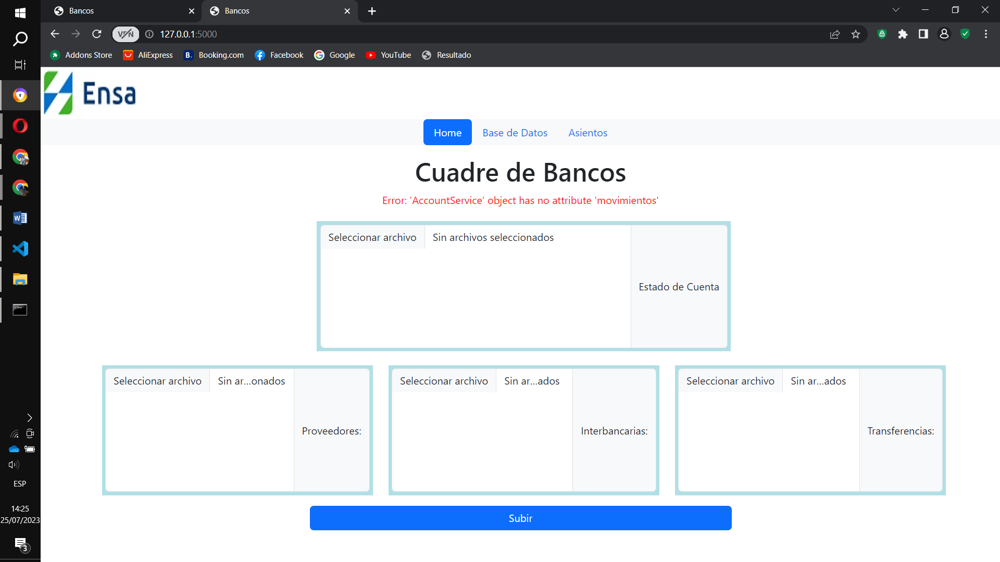 Bancos
Bancos
VPN
127.0.0.1:5000
Addons Store
AliExpress
B.
Booking.com
Facebook
Google
YouTube
Resultado
Ensa
Home
Base de Datos
Asientos
Cuadre de Bancos
Error: 'AccountService' object has no attribute 'movimientos'
Seleccionar archivo
Sin archivos seleccionados
Estado de Cuenta
Seleccionar archivo
Sin ar...onados
Proveedores:
Seleccionar archivo
Sin ar...ados
Interbancarias:
Seleccionar archivo
Sin ar...ados
Transferencias:
Subir
W
ESP
14:25
25/07/2023
3